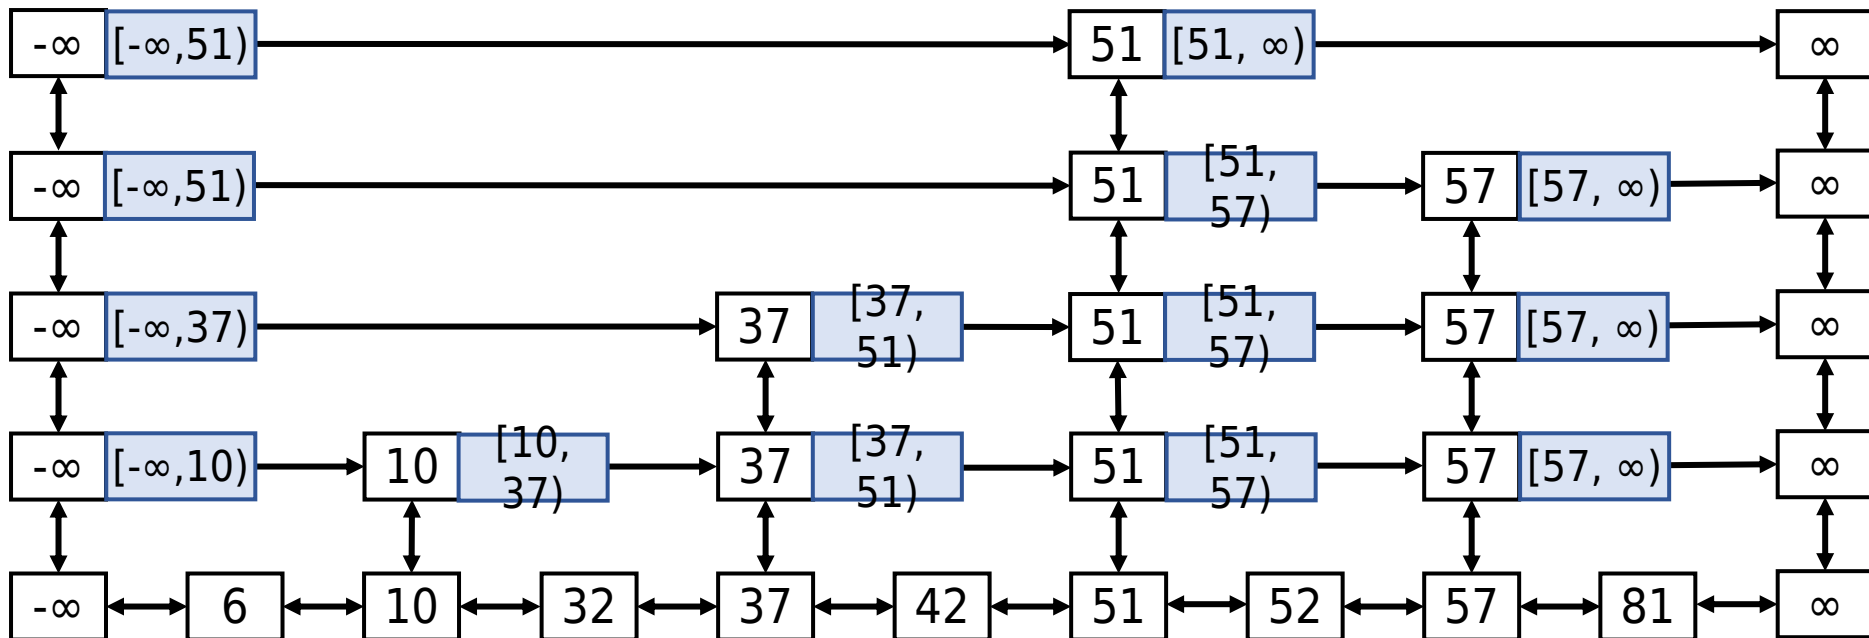 -∞ [-∞,51) 51 [51, ∞) ∞
-∞ [-∞,51) 51 [51, 57) 57 [57, ∞) ∞
-∞ [-∞,37) 37 [37, 51) 51 [51, 57) 57 [57, ∞) ∞
-∞ [-∞,10) 10 [10, 37) 37 [37, 51) 51 [51, 57) 57 [57, ∞) ∞
-∞ 6 10 32 37 42 51 52 57 81 ∞